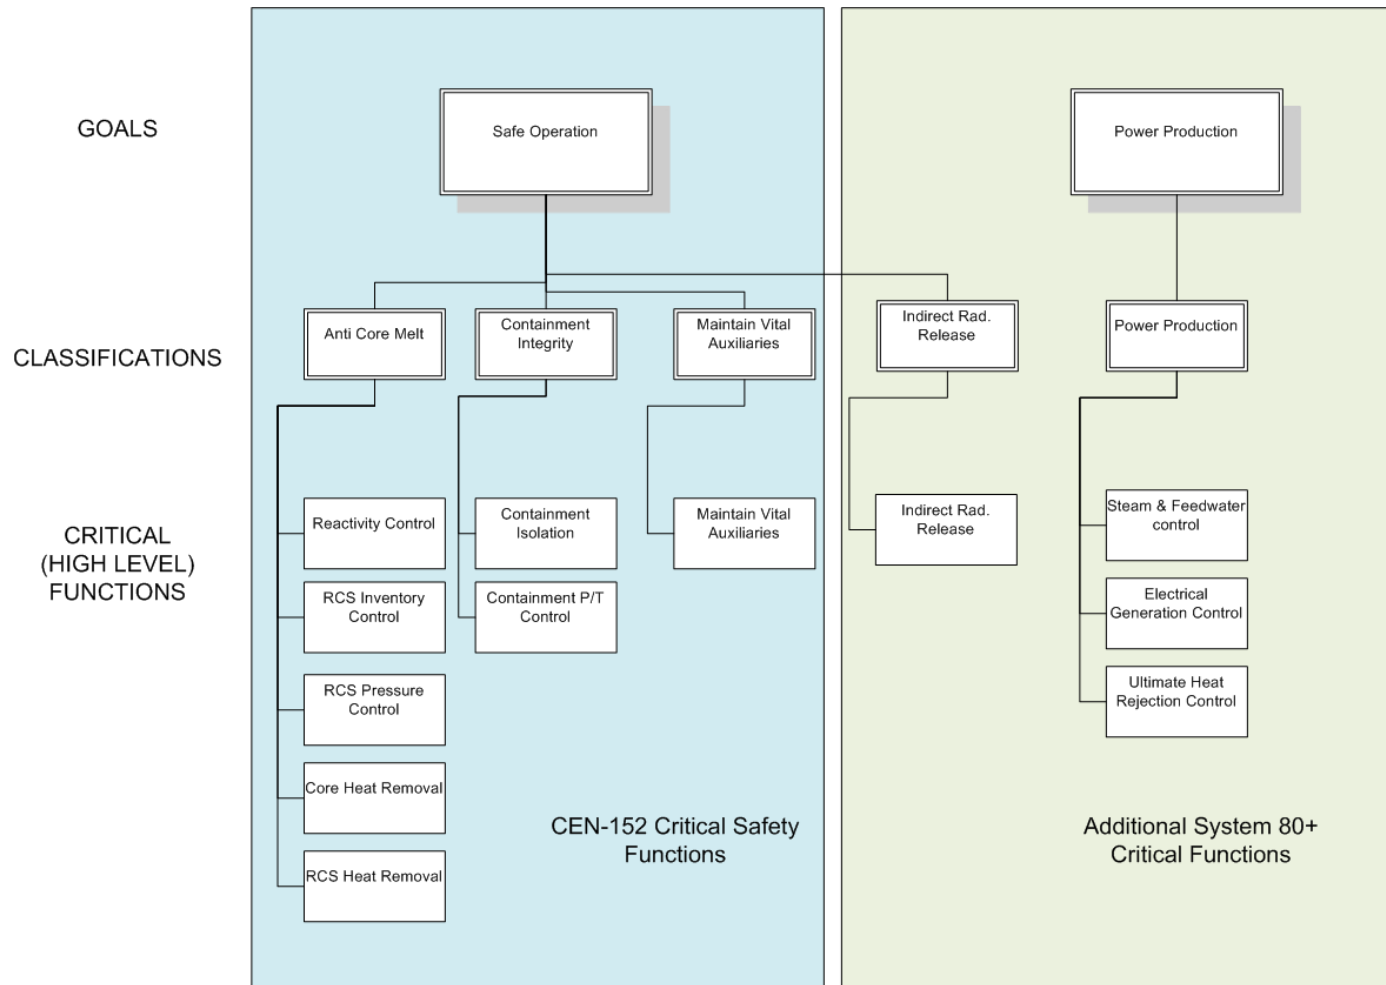 GOALS
Safe Operation
Power Production
CLASSIFICATIONS
Anti Core Melt
Containment
Integrity
Maintain Vital
Auxiliaries
Indirect Rad.
Release
Power Production
CRITICAL
(HIGH LEVEL)
FUNCTIONS
Reactivity Control
Containment
Isolation
Maintain Vital
Auxiliaries
Indirect Rad.
Release
Steam & Feedwater
control
RCS Inventory
Control
Containment P/T
Control
Electrical
Generation Control
RCS Pressure
Control
Ultimate Heat
Rejection Control
Core Heat Removal
RCS Heat Removal
CEN-152 Critical Safety
Functions
Additional System 80+
Critical Functions